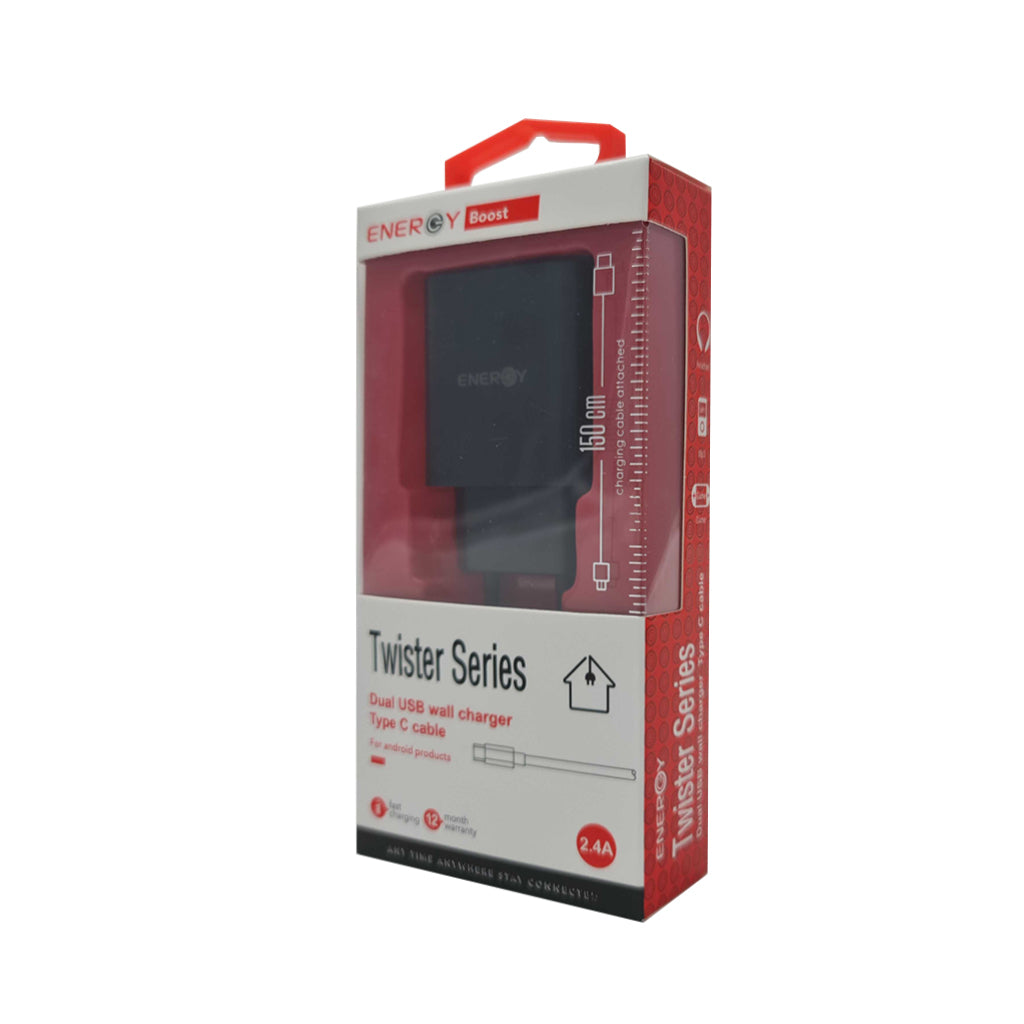 ENERGY Boost
ENERGY
150 cm
charging cable attached
Twister Series
Dual USB wall charger
Type C cable
For android products
fast
charging
12 month
warranty
2.4A
ANY TIME ANYWHERE STAY CONNECTED
ENERGY
Twister Series
Dual USB wall charger Type C cable